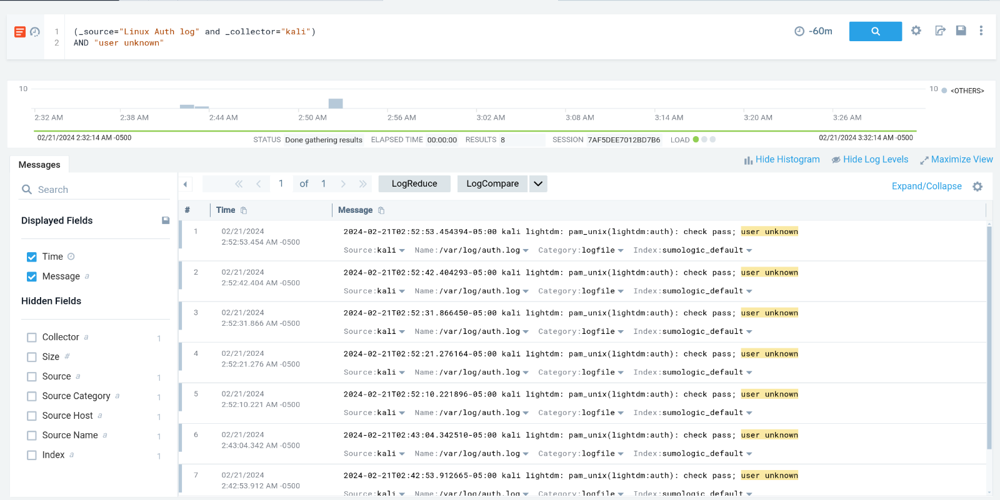 1 (_source="Linux Auth log" and _collector="kali")
2 AND "user unknown"
-60m
10
10 <OTHERS>
2:32 AM 2:38 AM 2:44 AM 2:50 AM 2:56 AM 3:02 AM 3:08 AM 3:14 AM 3:20 AM 3:26 AM
02/21/2024 2:32:14 AM -0500 STATUS Done gathering results ELAPSED TIME 00:00:00 RESULTS 8 SESSION 7AF5DEE7012BD7B6 LOAD 02/21/2024 3:32:14 AM -0500
Hide Histogram Hide Log Levels Maximize View
Messages
Search
Displayed Fields
Time
Message a
Hidden Fields
Collector a 1
Size #
Source a 1
Source Category a 1
Source Host a 1
Source Name a 1
Index a 1
1 of 1 LogReduce LogCompare
Expand/Collapse
# Time Message
1 02/21/2024 2024-02-21T02:52:53.454394-05:00 kali lightdm: pam_unix(lightdm:auth): check pass; user unknown
2:52:53.454 AM -0500
Source:kali Name:/var/log/auth.log Category:logfile Index:sumologic_default
2 02/21/2024 2024-02-21T02:52:42.404293-05:00 kali lightdm: pam_unix(lightdm:auth): check pass; user unknown
2:52:42.404 AM -0500
Source:kali Name:/var/log/auth.log Category:logfile Index:sumologic_default
3 02/21/2024 2024-02-21T02:52:31.866450-05:00 kali lightdm: pam_unix(lightdm:auth): check pass; user unknown
2:52:31.866 AM -0500
Source:kali Name:/var/log/auth.log Category:logfile Index:sumologic_default
4 02/21/2024 2024-02-21T02:52:21.276164-05:00 kali lightdm: pam_unix(lightdm:auth): check pass; user unknown
2:52:21.276 AM -0500
Source:kali Name:/var/log/auth.log Category:logfile Index:sumologic_default
5 02/21/2024 2024-02-21T02:52:10.221896-05:00 kali lightdm: pam_unix(lightdm:auth): check pass; user unknown
2:52:10.221 AM -0500
Source:kali Name:/var/log/auth.log Category:logfile Index:sumologic_default
6 02/21/2024 2024-02-21T02:43:04.342510-05:00 kali lightdm: pam_unix(lightdm:auth): check pass; user unknown
2:43:04.342 AM -0500
Source:kali Name:/var/log/auth.log Category:logfile Index:sumologic_default
7 02/21/2024 2024-02-21T02:42:53.912665-05:00 kali lightdm: pam_unix(lightdm:auth): check pass; user unknown
2:42:53.912 AM -0500
Source:kali Name:/var/log/auth.log Category:logfile Index:sumologic_default